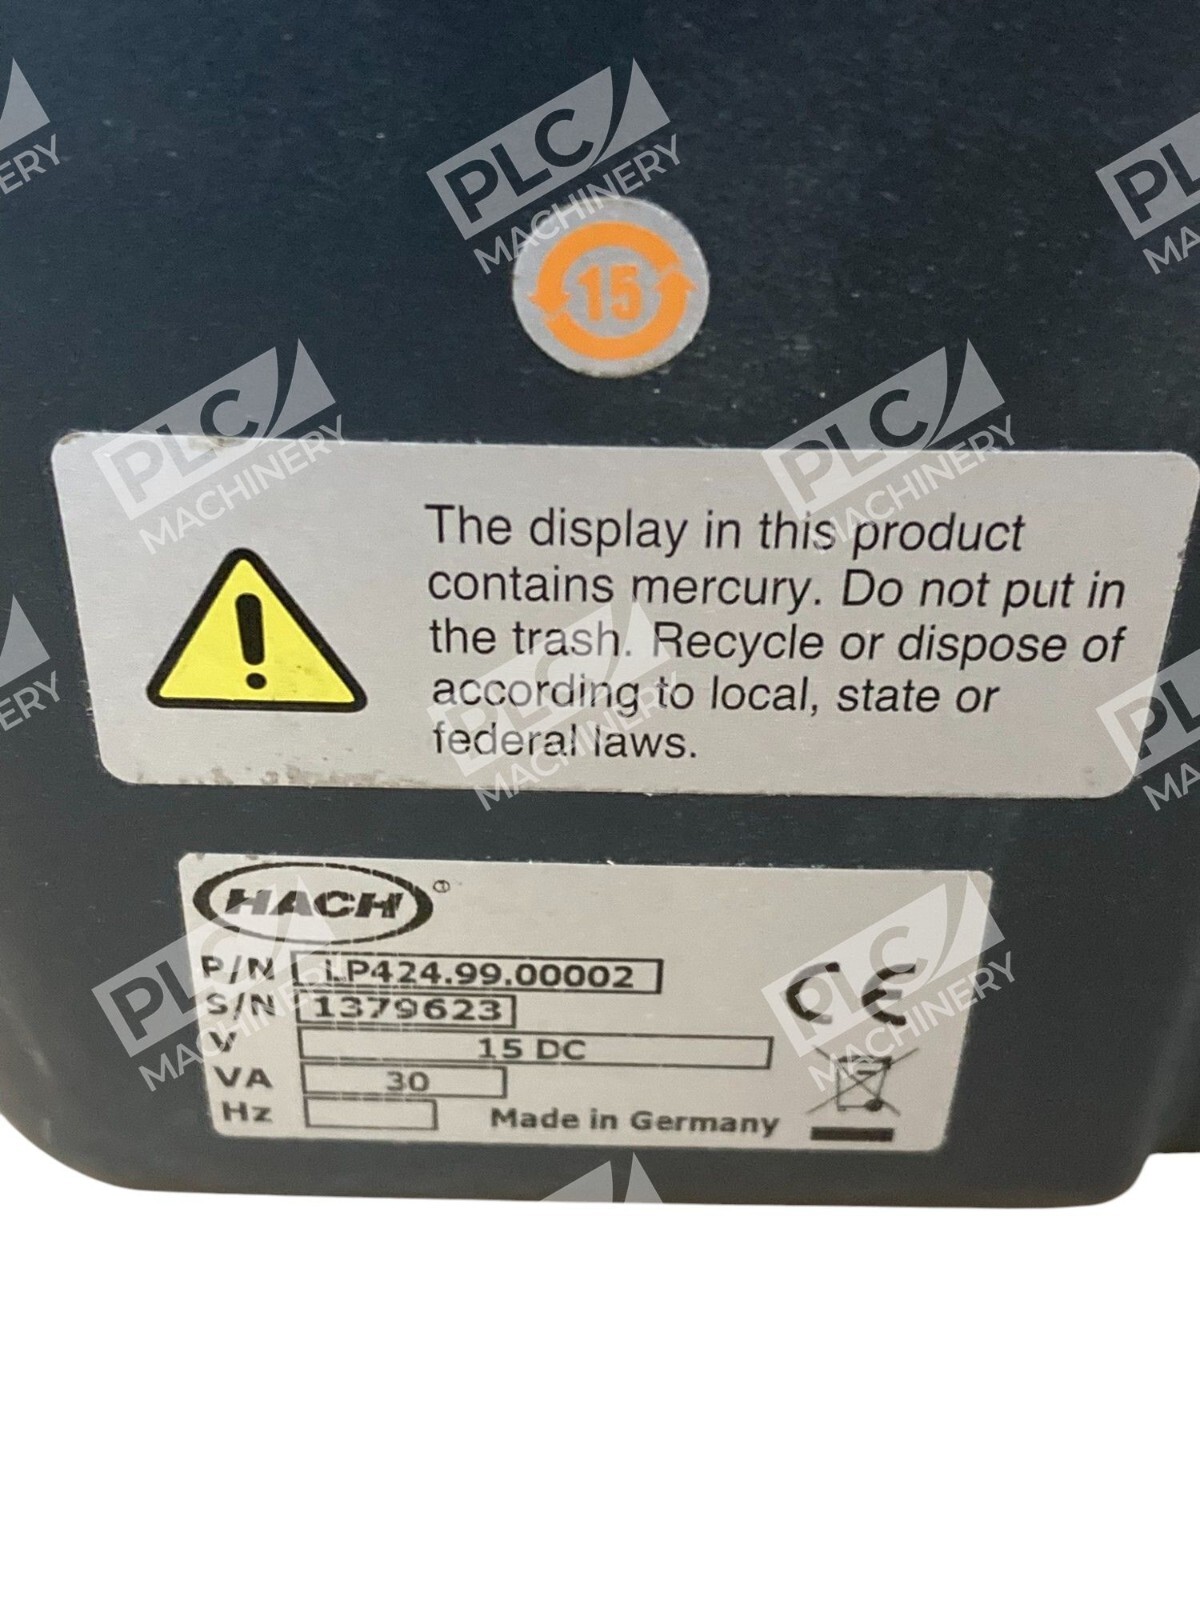 PLC
MACHINERY
15
The display in this product
contains mercury. Do not put in
the trash. Recycle or dispose of
according to local, state or
federal laws.
HACH®
P/N LP424.99.00002
S/N 1379623
V 15 DC
VA 30
Hz
Made in Germany
CE